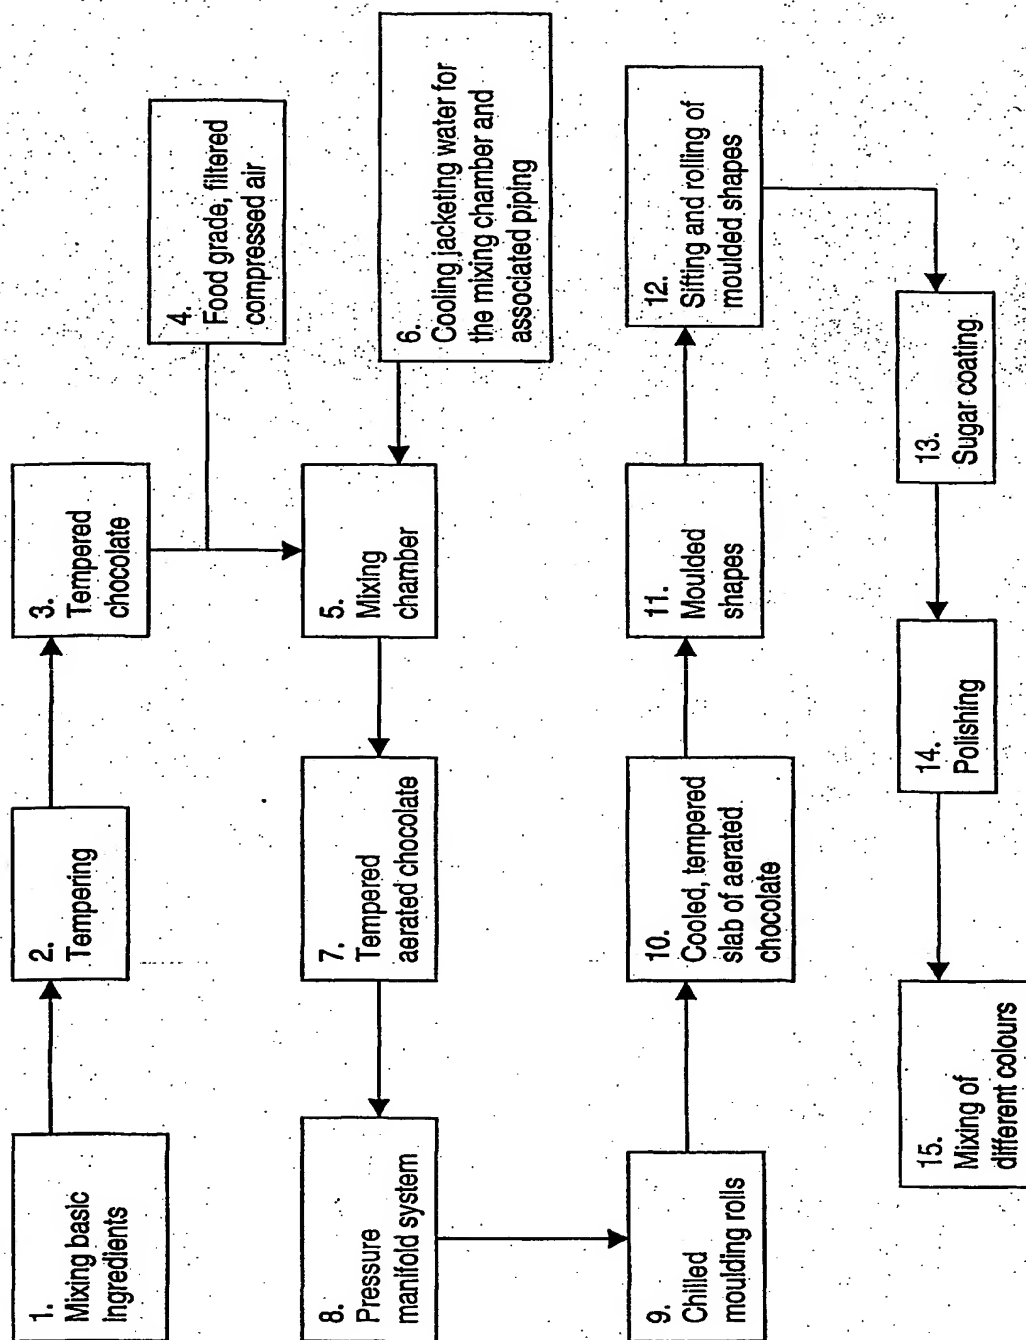 1.
Mixing basic
ingredients
2.
Tempering
3.
Tempered
chocolate
4.
Food grade, filtered
compressed air
5.
Mixing
chamber
6.
Cooling jacketing water for
the mixing chamber and
associated piping
7.
Tempered
aerated chocolate
8.
Pressure
manifold system
9.
Chilled
moulding rolls
10.
Cooled, tempered
slab of aerated
chocolate
11.
Moulded
shapes
12.
Sifting and rolling of
moulded shapes
13.
Sugar coating
14.
Polishing
15.
Mixing of
different colours